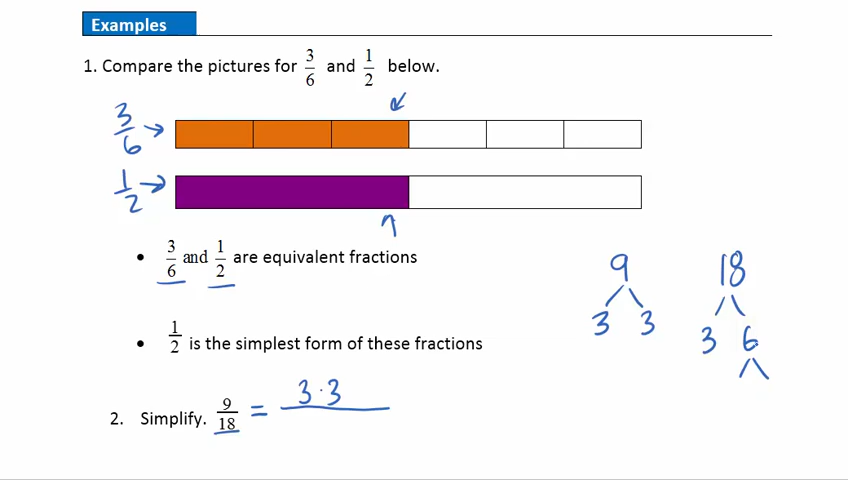 Examples
1. Compare the pictures for 3/6 and 1/2 below.
3/6 →
1/2 →
• 3/6 and 1/2 are equivalent fractions
• 1/2 is the simplest form of these fractions
9 18
3 3 3 6
2. Simplify. 9/18 = 3·3